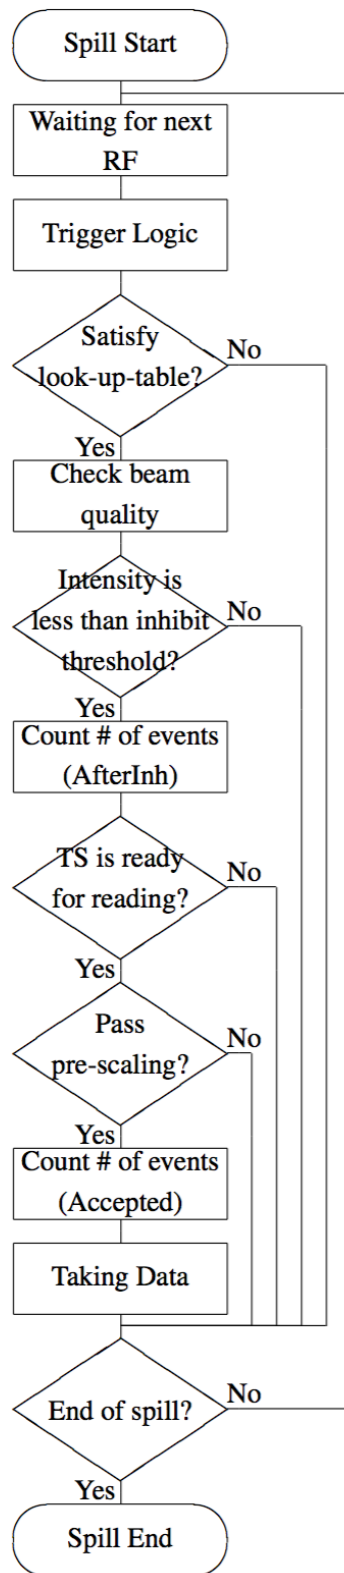 Spill Start
Waiting for next
RF
Trigger Logic
Satisfy
look-up-table?
No
Yes
Check beam
quality
Intensity is
less than inhibit
threshold?
No
Yes
Count # of events
(AfterInh)
TS is ready
for reading?
No
Yes
Pass
pre-scaling?
No
Yes
Count # of events
(Accepted)
Taking Data
End of spill?
No
Yes
Spill End